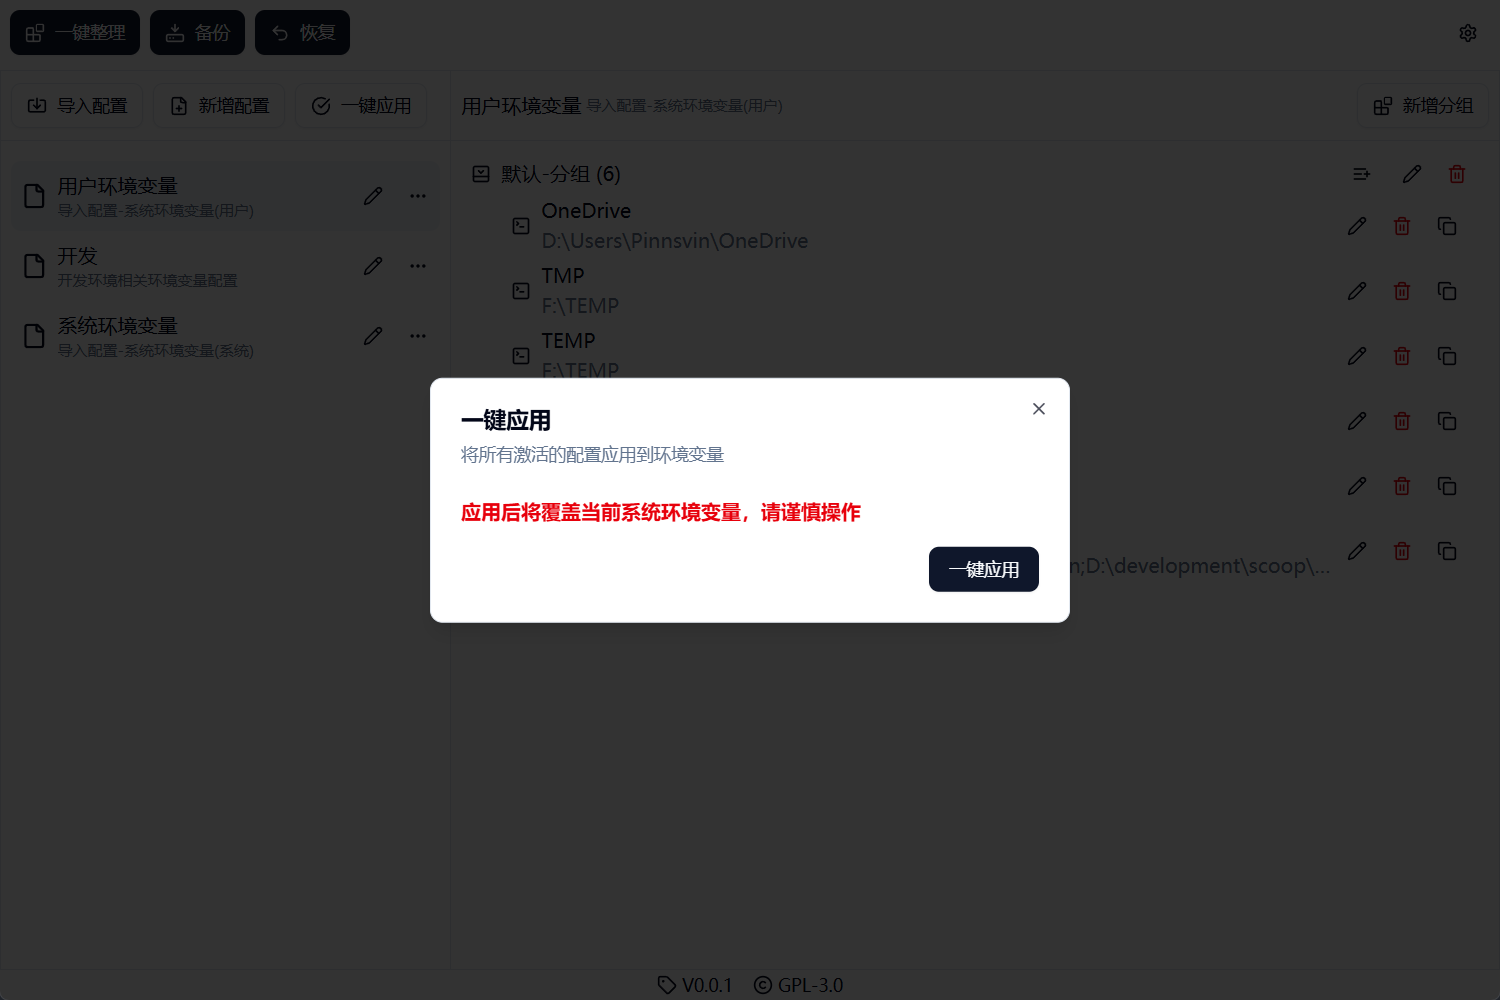 一键整理 备份 恢复
导入配置 新增配置 一键应用
用户环境变量 导入配置-系统环境变量(用户) 新增分组
用户环境变量
导入配置-系统环境变量(用户)
开发
开发环境相关环境变量配置
系统环境变量
导入配置-系统环境变量(系统)
默认-分组 (6)
OneDrive
D:\Users\Pinnsvin\OneDrive
TMP
F:\TEMP
TEMP
F:\TEMP
;D:\development\scoop\...
一键应用
将所有激活的配置应用到环境变量
应用后将覆盖当前系统环境变量，请谨慎操作
一键应用
V0.0.1 GPL-3.0